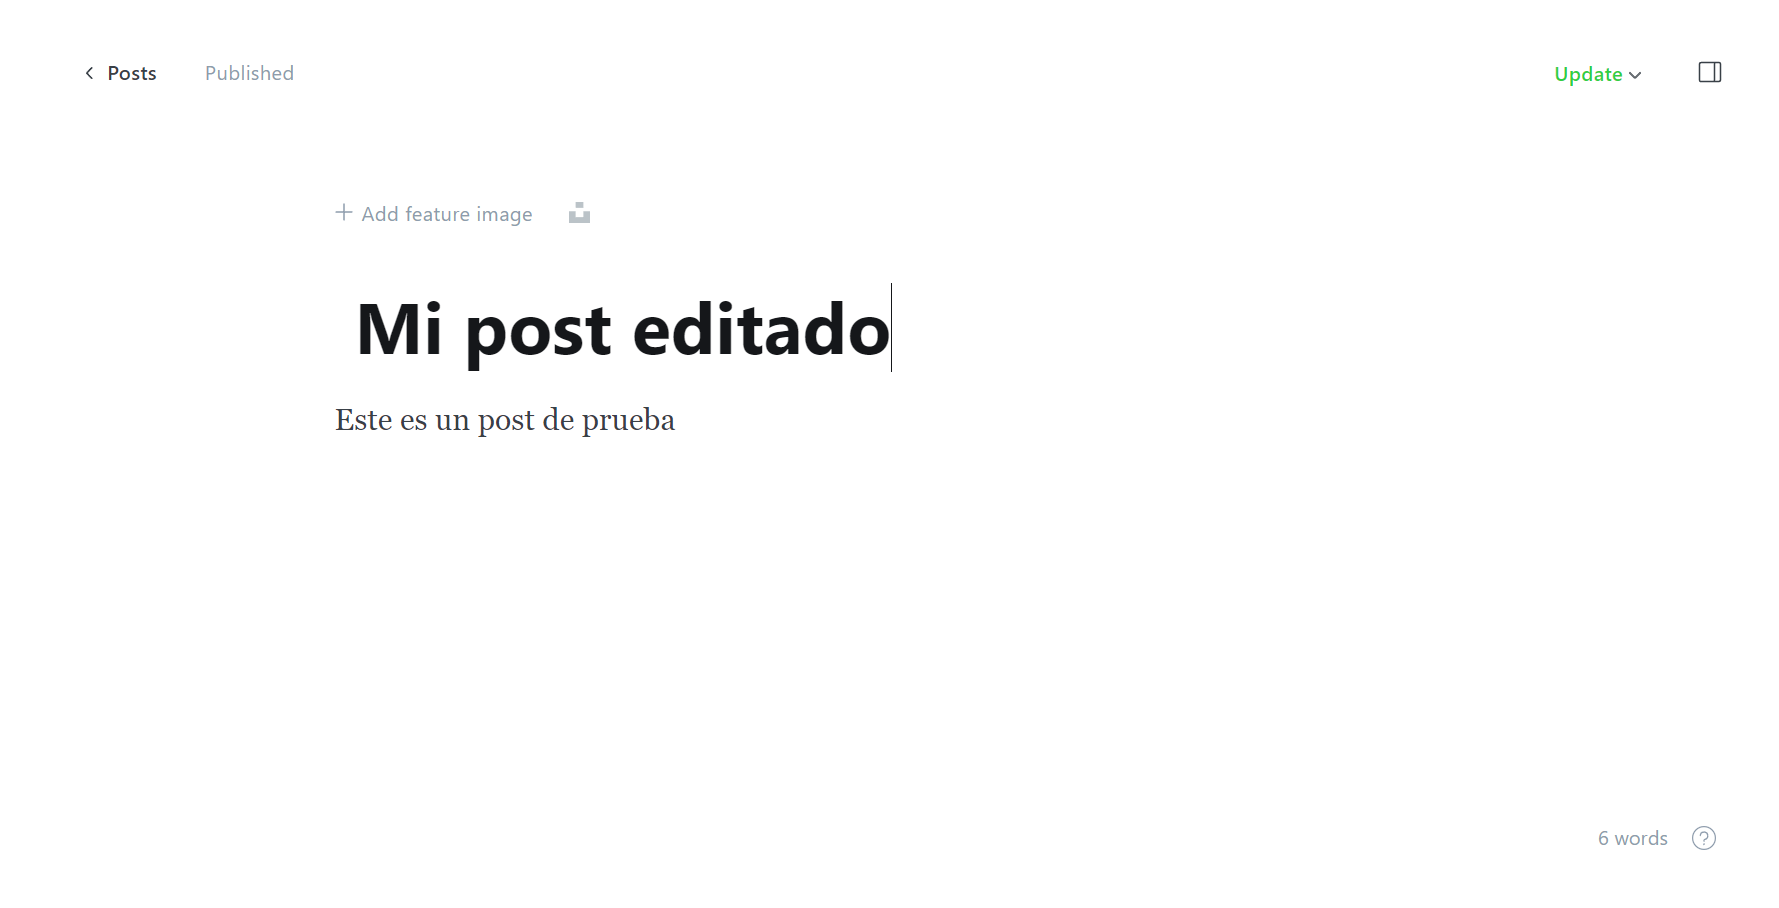 Posts Published Update
Add feature image
Mi post editado
Este es un post de prueba
6 words ?